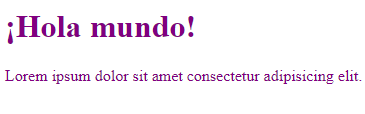 ¡Hola mundo!
Lorem ipsum dolor sit amet consectetur adipisicing elit.